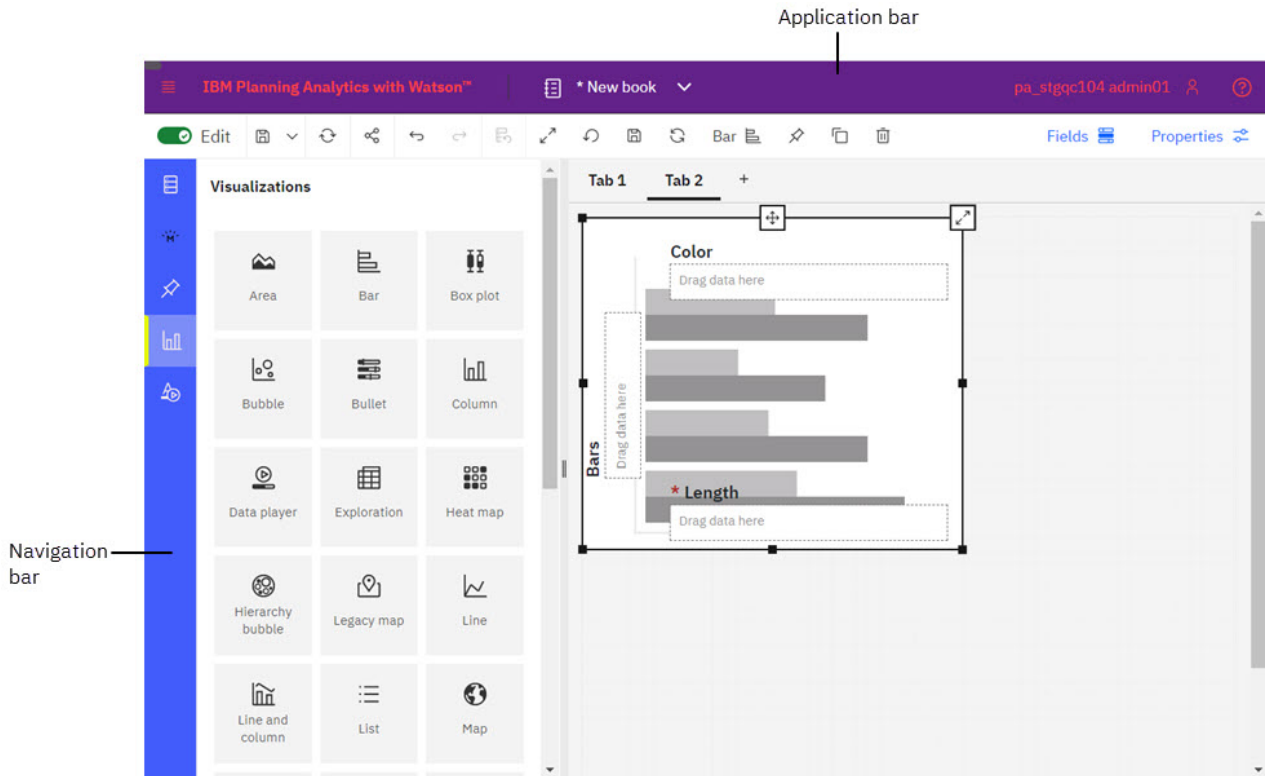 Application bar
IBM Planning Analytics with Watson™
* New book
pa_stgqc104 admin01
Edit
Bar
Fields
Properties
Visualizations
Tab 1
Tab 2
+
Area
Bar
Box plot
Bubble
Bullet
Column
Data player
Exploration
Heat map
Hierarchy
bubble
Legacy map
Line
Line and
column
List
Map
Color
Drag data here
Bars
Drag data here
* Length
Drag data here
Navigation
bar